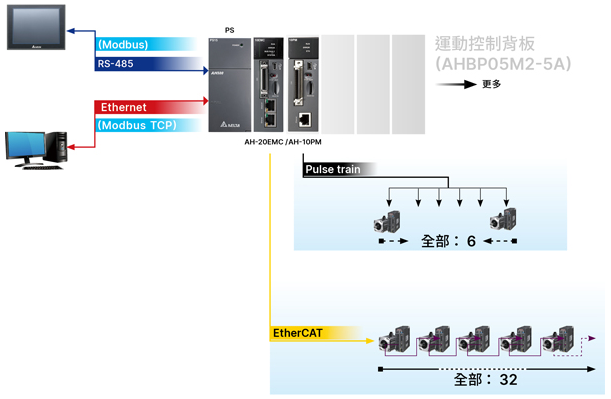 PS
(Modbus)
RS-485
Ethernet
(Modbus TCP)
運動控制背板
(AHBP05M2-5A)
更多
DELTA
AH-20EMC /AH-10PM
Pulse train
全部： 6
EtherCAT
全部： 32